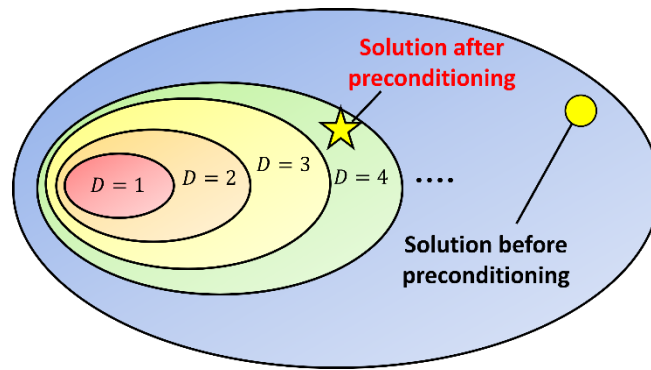 Solution after
preconditioning
D = 1
D = 2
D = 3
D = 4
....
Solution before
preconditioning